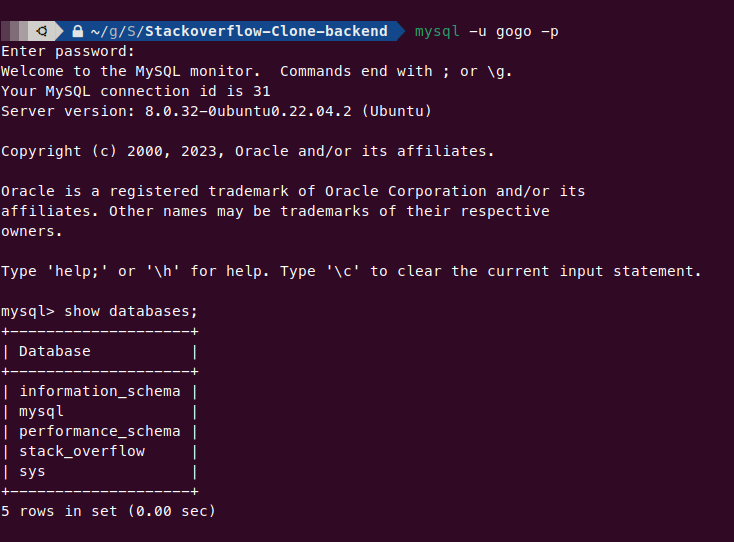 ~/g/S/Stackoverflow-Clone-backend mysql -u gogo -p
Enter password:
Welcome to the MySQL monitor.  Commands end with ; or \g.
Your MySQL connection id is 31
Server version: 8.0.32-0ubuntu0.22.04.2 (Ubuntu)
Copyright (c) 2000, 2023, Oracle and/or its affiliates.
Oracle is a registered trademark of Oracle Corporation and/or its
affiliates. Other names may be trademarks of their respective
owners.
Type 'help;' or '\h' for help. Type '\c' to clear the current input statement.
mysql> show databases;
+--------------------+
| Database           |
+--------------------+
| information_schema |
| mysql              |
| performance_schema |
| stack_overflow     |
| sys                |
+--------------------+
5 rows in set (0.00 sec)